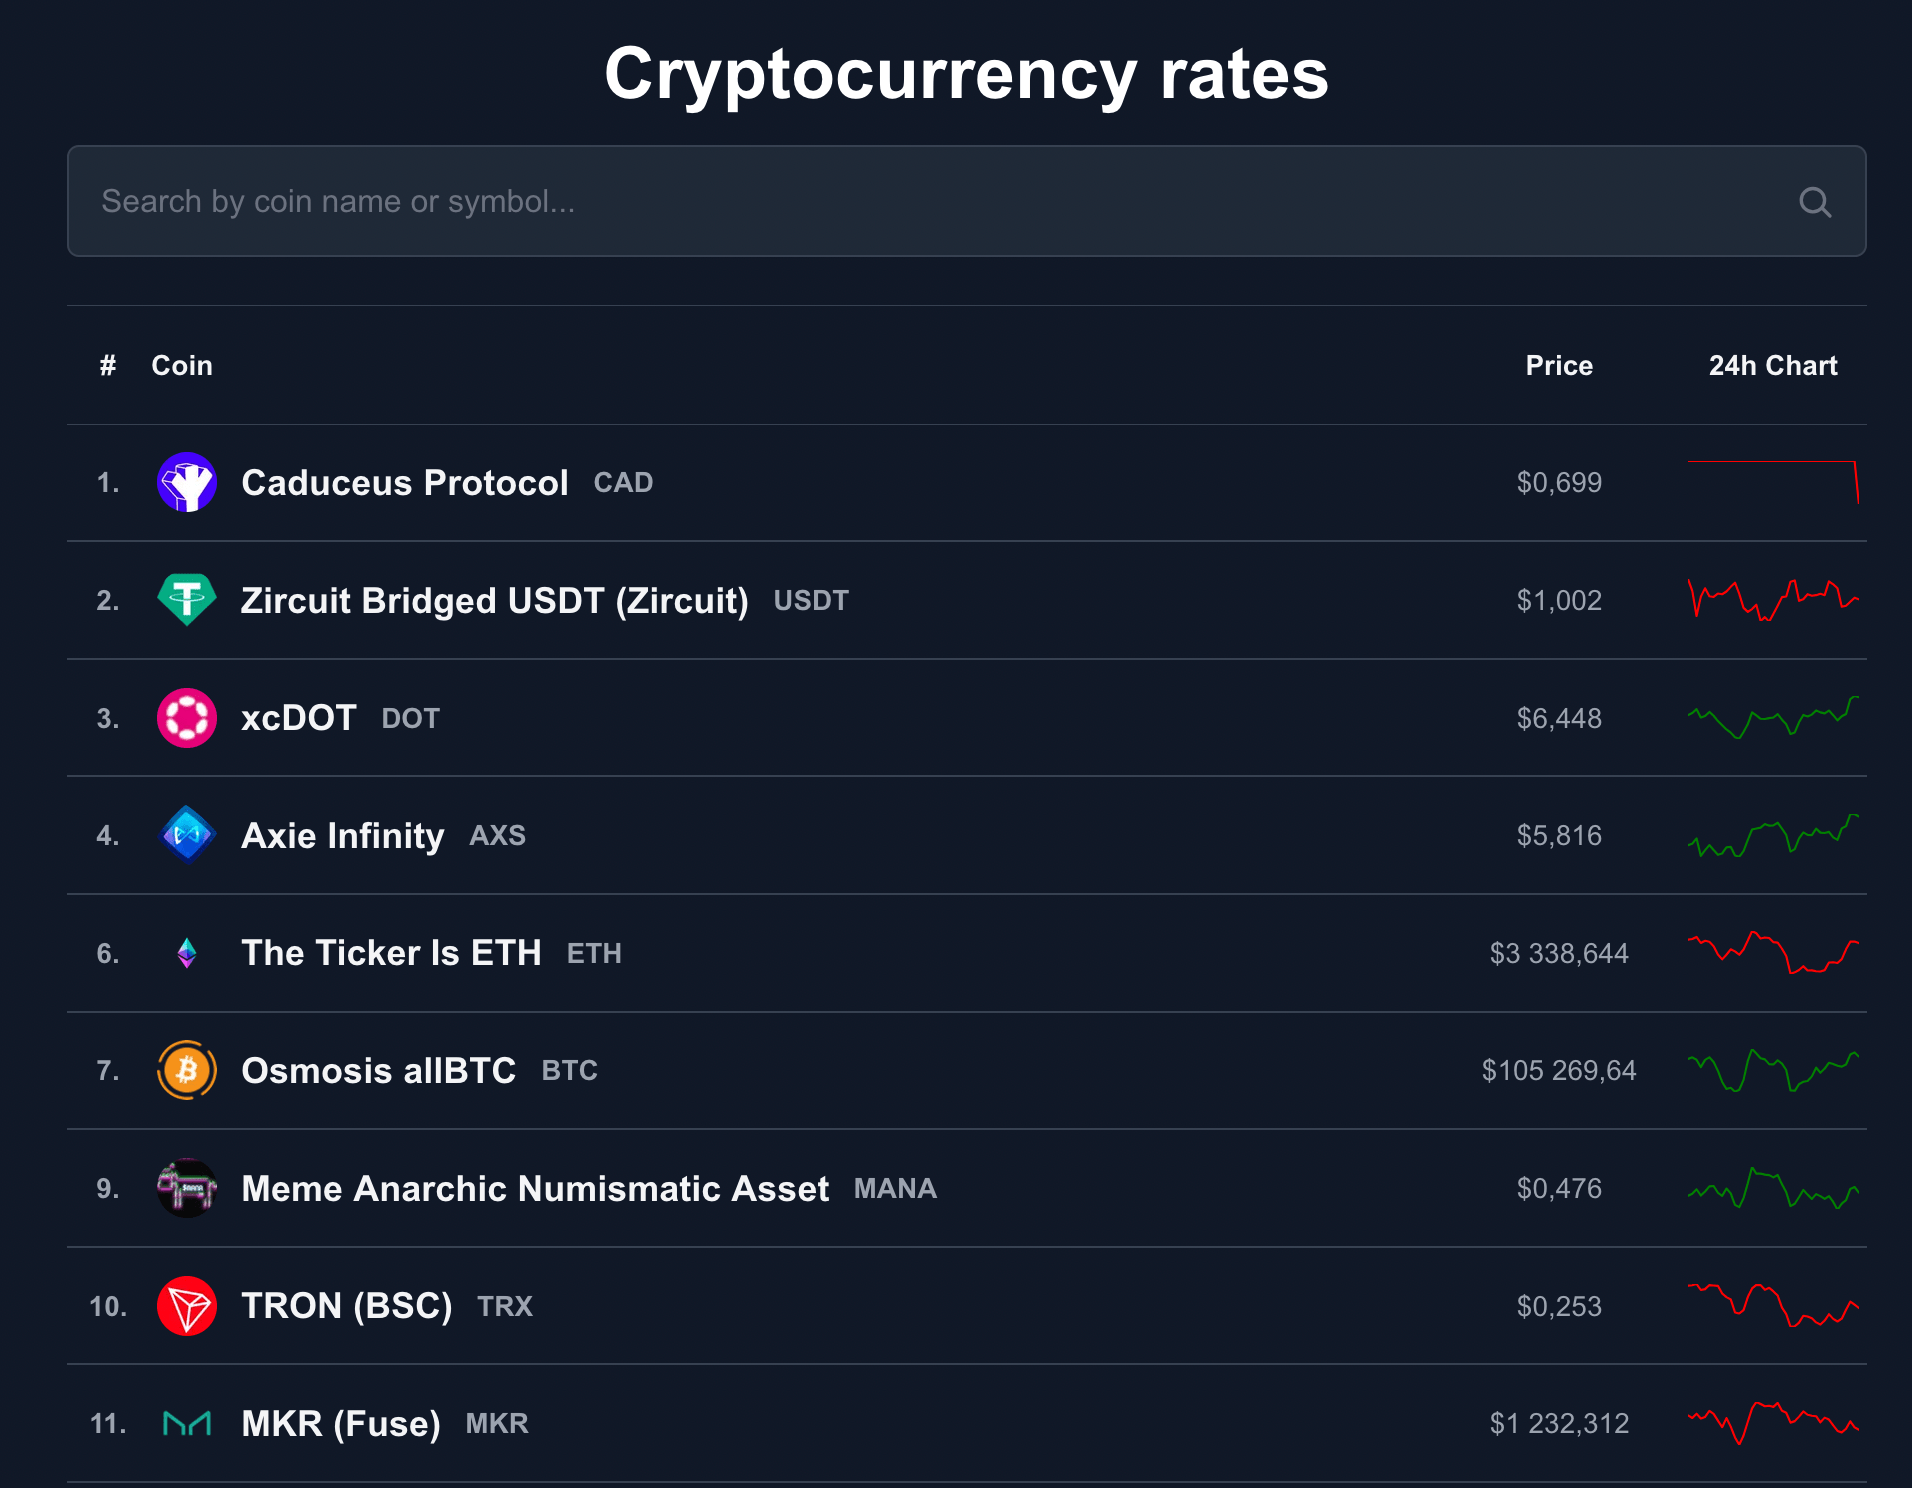 Cryptocurrency rates
Search by coin name or symbol...
# Coin Price 24h Chart
1. Caduceus Protocol CAD $0,699
2. Zircuit Bridged USDT (Zircuit) USDT $1,002
3. xcDOT DOT $6,448
4. Axie Infinity AXS $5,816
6. The Ticker Is ETH ETH $3 338,644
7. Osmosis allBTC BTC $105 269,64
9. Meme Anarchic Numismatic Asset MANA $0,476
10. TRON (BSC) TRX $0,253
11. MKR (Fuse) MKR $1 232,312